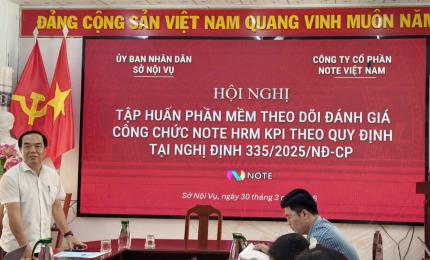 ĐẢNG CỘNG SẢN VIỆT NAM QUANG VINH MUÔN NĂM
ỦY BAN NHÂN DÂN
SỞ NỘI VỤ
CÔNG TY CỔ PHẦN
NOTE VIỆT NAM
HỘI NGHỊ
TẬP HUẤN PHẦN MỀM THEO DÕI ĐÁNH GIÁ
CÔNG CHỨC NOTE HRM KPI THEO QUY ĐỊNH
TẠI NGHỊ ĐỊNH 335/2025/NĐ-CP
NOTE
Sở Nội Vụ, ngày 30 tháng 3